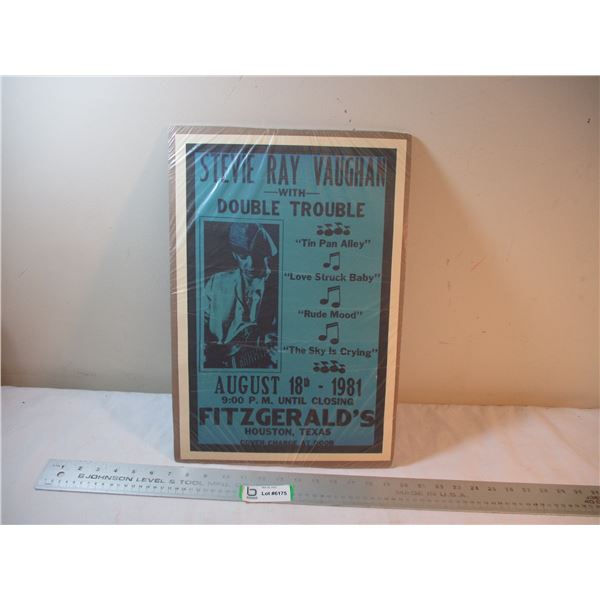 STEVIE RAY VAUGHAN
WITH
DOUBLE TROUBLE
"Tin Pan Alley"
"Love Struck Baby"
"Rude Mood"
"The Sky Is Crying"
AUGUST 18th - 1981
9:00 P.M. UNTIL CLOSING
FITZGERALD'S
HOUSTON, TEXAS
COVER CHARGE AT DOOR
JOHNSON LEVEL & TOOL MFG.
MADE IN U.S.A.
Lot #6175